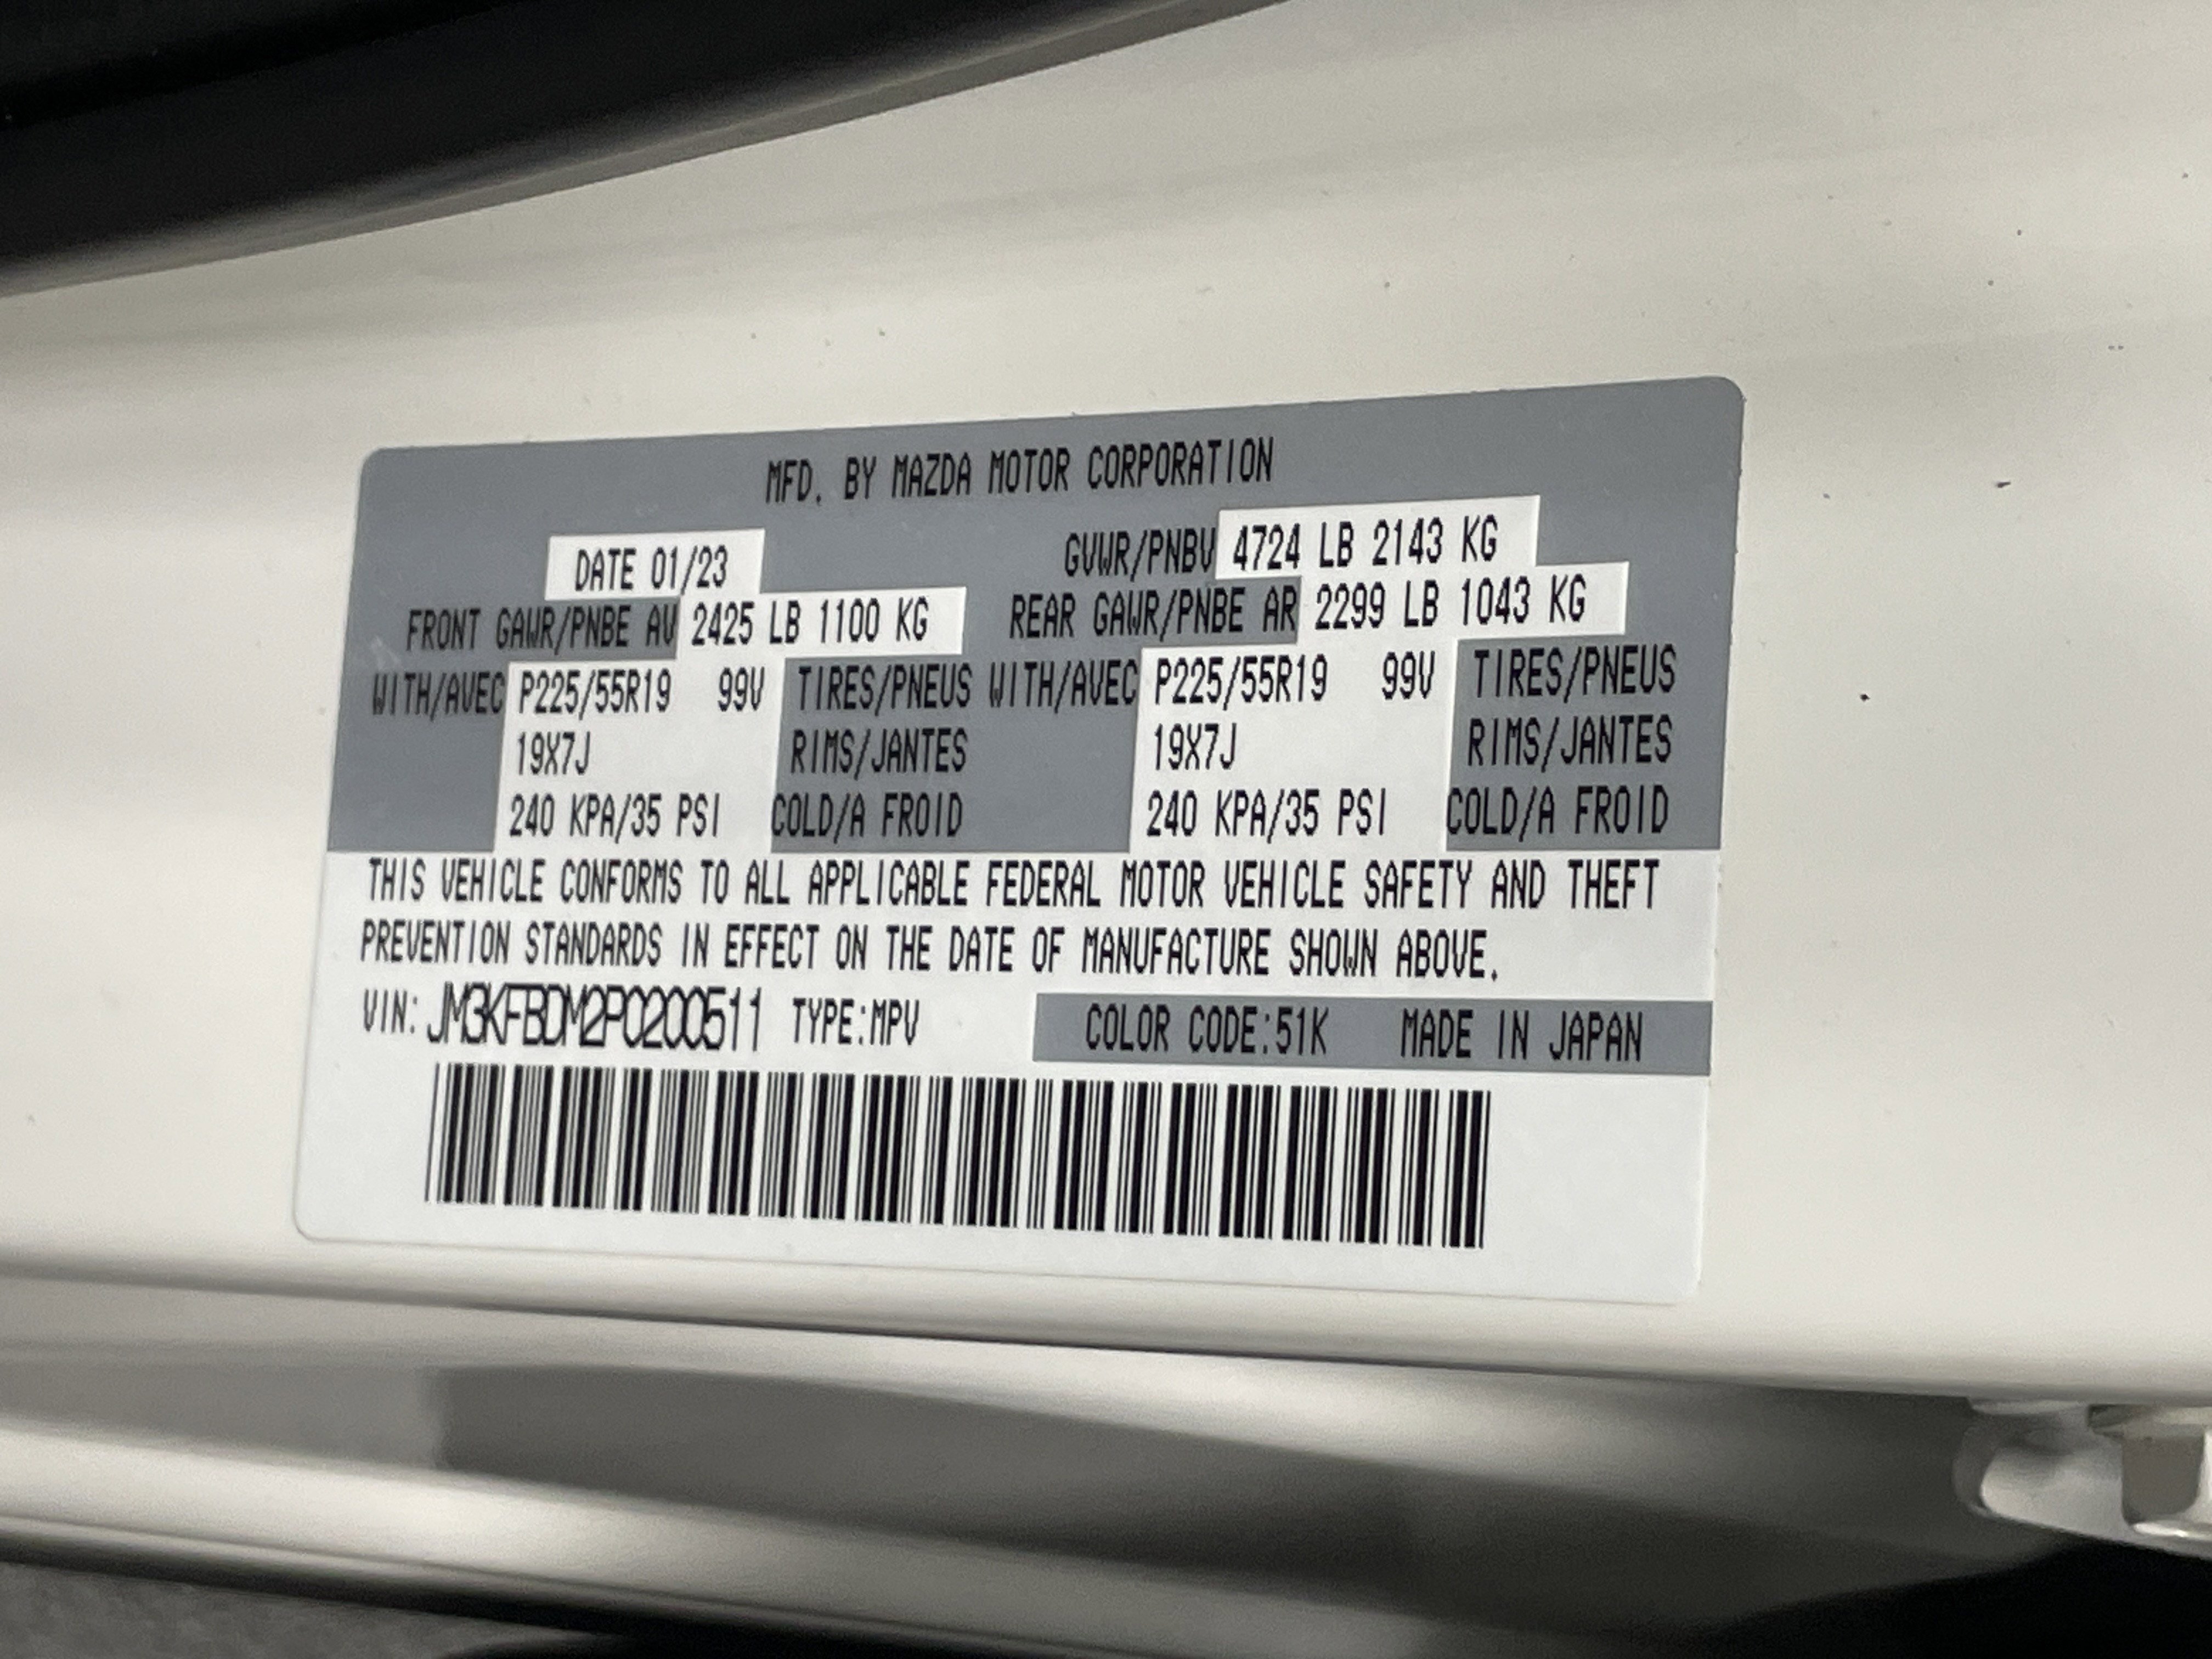 MFD. BY MAZDA MOTOR CORPORATION
DATE 01/23 GVWR/PNBV 4724 LB 2143 KG
FRONT GAWR/PNBE AV 2425 LB 1100 KG REAR GAWR/PNBE AR 2299 LB 1043 KG
WITH/AVEC P225/55R19 99V TIRES/PNEUS WITH/AVEC P225/55R19 99V TIRES/PNEUS
19X7J RIMS/JANTES 19X7J RIMS/JANTES
240 KPA/35 PSI COLD/A FROID 240 KPA/35 PSI COLD/A FROID
THIS VEHICLE CONFORMS TO ALL APPLICABLE FEDERAL MOTOR VEHICLE SAFETY AND THEFT
PREVENTION STANDARDS IN EFFECT ON THE DATE OF MANUFACTURE SHOWN ABOVE.
VIN: JM3KFBDM2P0200511 TYPE:MPV COLOR CODE:51K MADE IN JAPAN